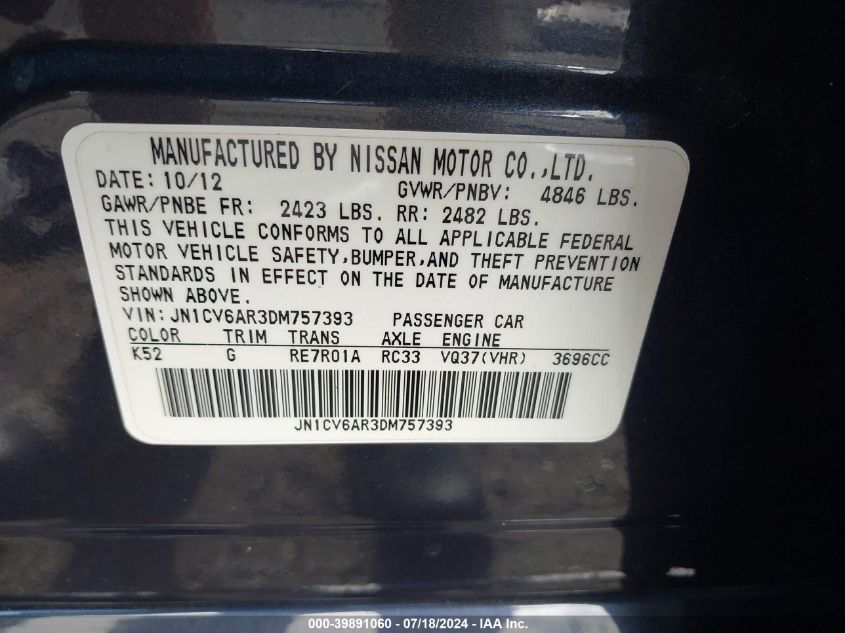 MANUFACTURED BY NISSAN MOTOR CO.,LTD.
DATE: 10/12 GVWR/PNBV: 4846 LBS.
GAWR/PNBE FR: 2423 LBS. RR: 2482 LBS.
THIS VEHICLE CONFORMS TO ALL APPLICABLE FEDERAL
MOTOR VEHICLE SAFETY,BUMPER,AND THEFT PREVENTION
STANDARDS IN EFFECT ON THE DATE OF MANUFACTURE
SHOWN ABOVE.
VIN: JN1CV6AR3DM757393 PASSENGER CAR
COLOR TRIM TRANS AXLE ENGINE
K52 G RE7R01A RC33 VQ37(VHR) 3696CC
JN1CV6AR3DM757393
000-39891060 - 07/18/2024 - IAA Inc.